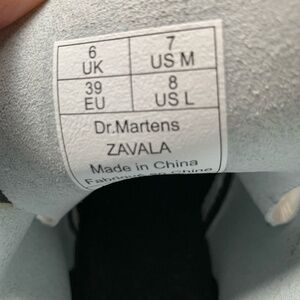 6 7
UK US M
39 8
EU US L
Dr.Martens
ZAVALA
Made in China